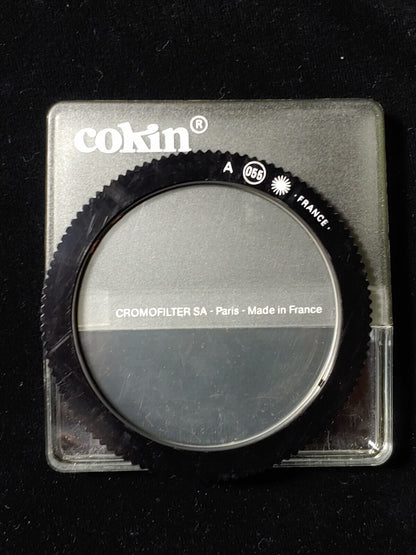 cokin®
A 055 · FRANCE ·
CROMOFILTER SA - Paris - Made in France